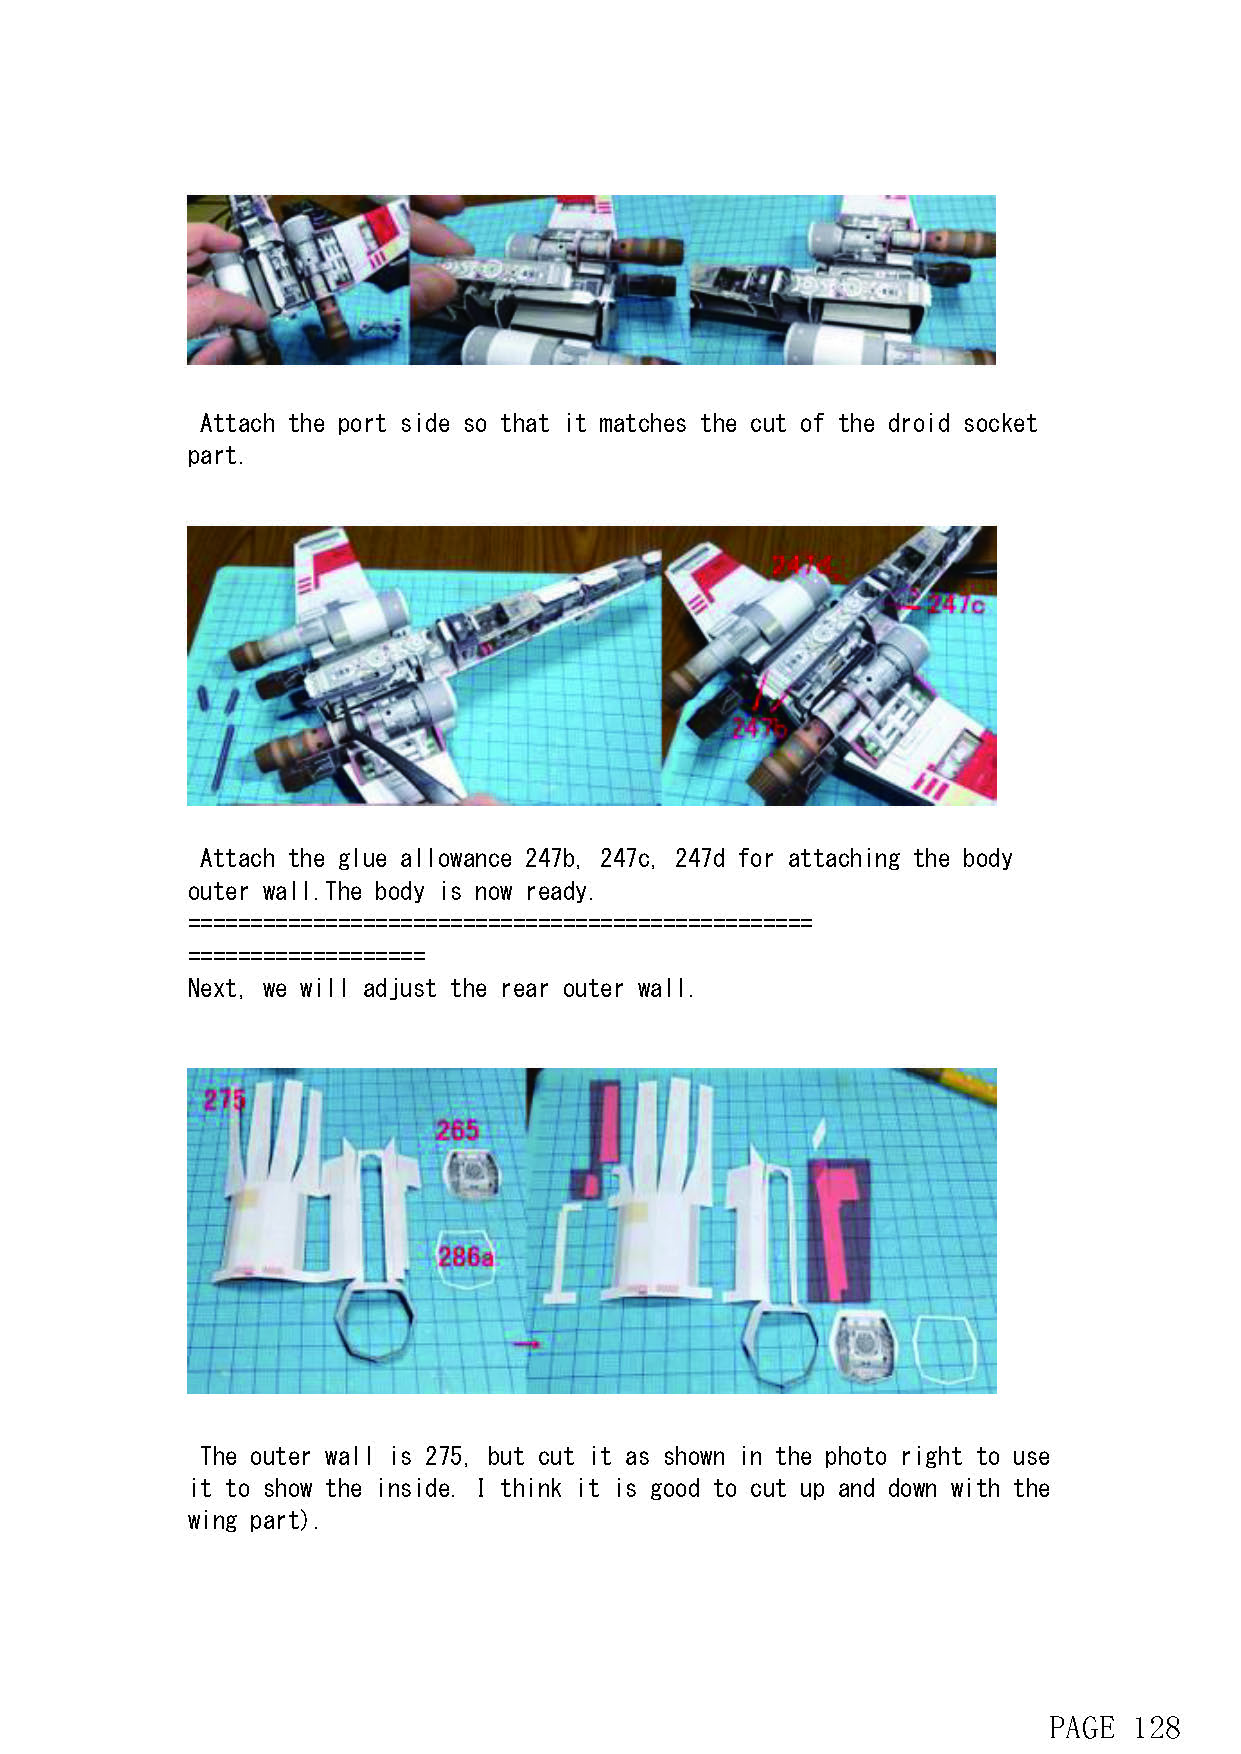 Attach the port side so that it matches the cut of the droid socket
part.
247d
247c
247b
Attach the glue allowance 247b, 247c, 247d for attaching the body
outer wall.The body is now ready.
==================================================
===================
Next, we will adjust the rear outer wall.
275
265
286a
The outer wall is 275, but cut it as shown in the photo right to use
it to show the inside. I think it is good to cut up and down with the
wing part).
PAGE 128